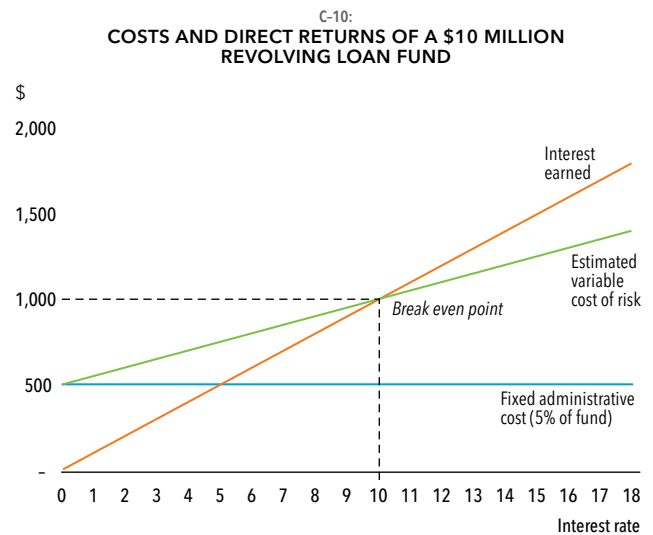 C-10:
COSTS AND DIRECT RETURNS OF A $10 MILLION
REVOLVING LOAN FUND
$
2,000
Interest
earned
1,500
Estimated
variable
cost of risk
1,000
Break even point
500
Fixed administrative
cost (5% of fund)
–
0 1 2 3 4 5 6 7 8 9 10 11 12 13 14 15 16 17 18
Interest rate